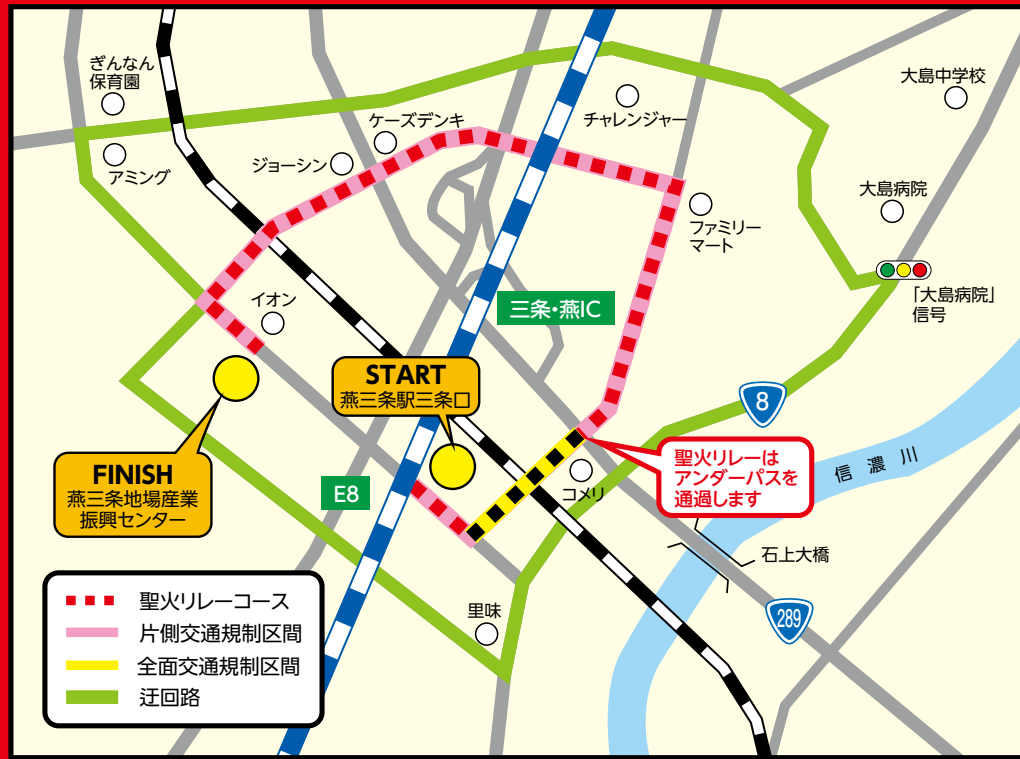 ぎんなん
保育園
アミング
ジョーシン
ケーズデンキ
チャレンジャー
大島中学校
大島病院
ファミリー
マート
「大島病院」
信号
イオン
三条・燕IC
START
燕三条駅三条口
8
FINISH
燕三条地場産業
振興センター
E8
コメリ
聖火リレーは
アンダーパスを
通過します
信濃川
石上大橋
289
里味
聖火リレーコース
片側交通規制区間
全面交通規制区間
迂回路